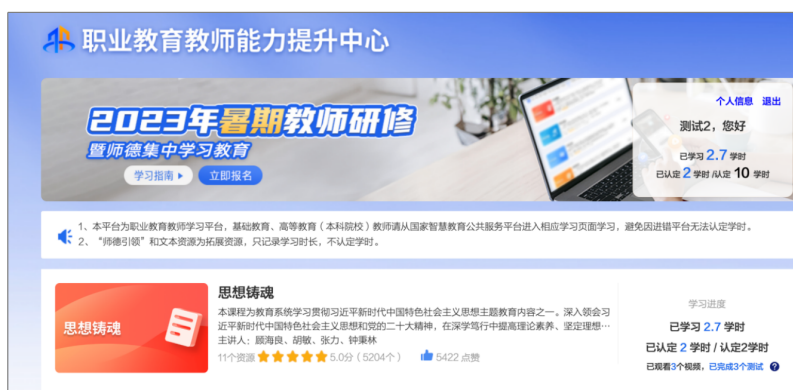 职业教育教师能力提升中心
2023年暑期教师研修
暨师德集中学习教育
学习指南
立即报名
个人信息 退出
测试2，您好
已学习 2.7 学时
已认定 2 学时/认定 10 学时
1、本平台为职业教育教师学习平台，基础教育、高等教育（本科院校）教师请从国家智慧教育公共服务平台进入相应学习页面学习，避免因进错平台无法认定学时。
2、“师德引领”和文本资源为拓展资源，只记录学习时长，不认定学时。
思想铸魂
思想铸魂
本课程为教育系统学习贯彻习近平新时代中国特色社会主义思想主题教育内容之一。深入领会习
近平新时代中国特色社会主义思想和党的二十大精神，在深学笃行中提高理论素养、坚定理想…
主讲人：顾海良、胡敏、张力、钟秉林
11个资源 5.0分（5204个） 5422 点赞
学习进度
已学习 2.7 学时
已认定 2 学时 / 认定2学时
已观看3个视频，已完成3个测试 ?